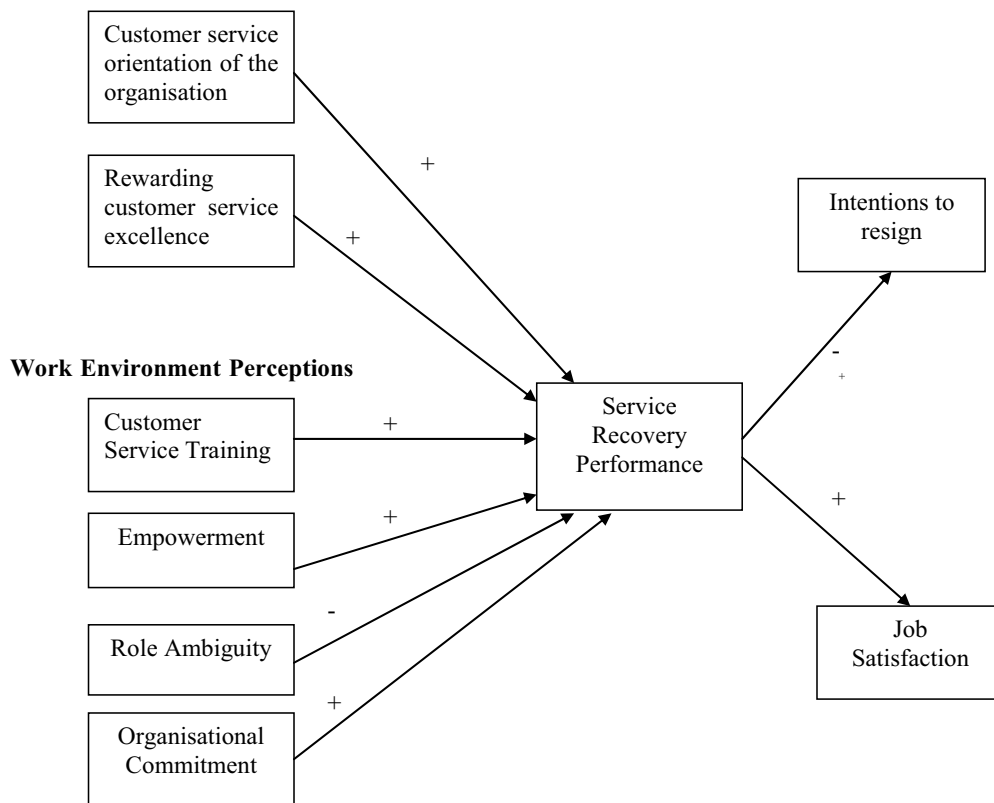 Customer service
orientation of the
organisation
+
Rewarding
customer service
excellence
+
Intentions to
resign
Work Environment Perceptions
-
+
Customer
Service Training
+
Service
Recovery
Performance
Empowerment
+
+
Role Ambiguity
-
Job
Satisfaction
Organisational
Commitment
+